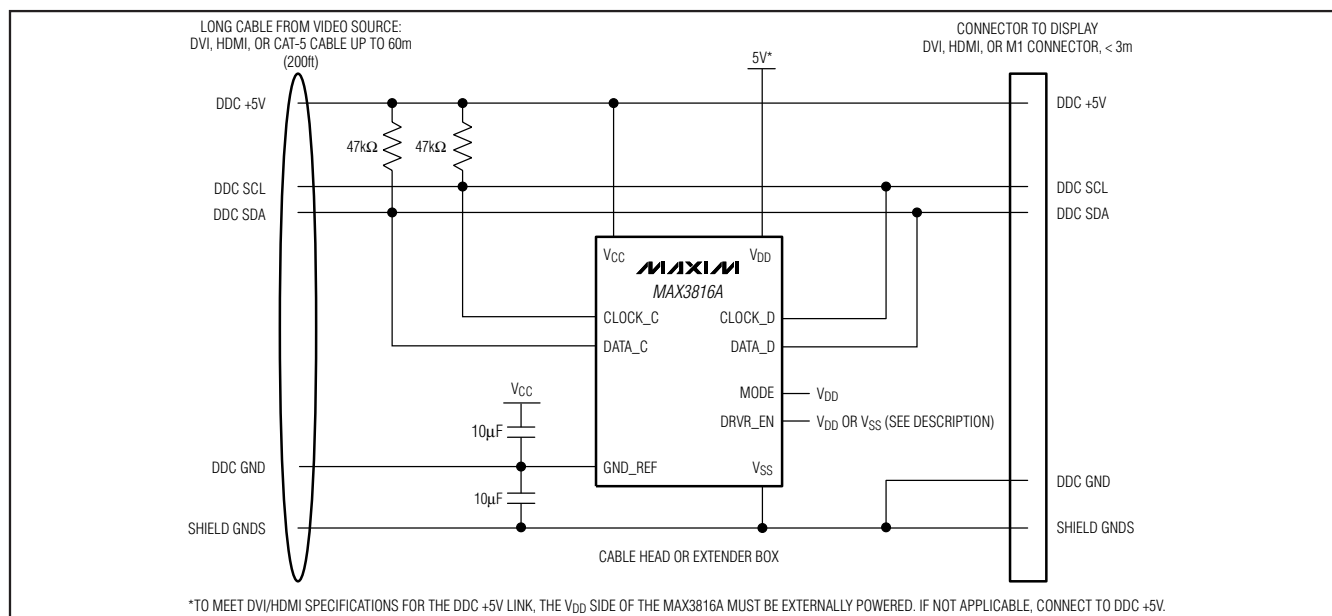 LONG CABLE FROM VIDEO SOURCE:
DVI, HDMI, OR CAT-5 CABLE UP TO 60m
(200ft)
CONNECTOR TO DISPLAY
DVI, HDMI, OR M1 CONNECTOR, < 3m
5V*
DDC +5V
DDC +5V
47kΩ
47kΩ
DDC SCL
DDC SCL
DDC SDA
DDC SDA
VCC
VDD
MAXIM
MAX3816A
CLOCK_C
CLOCK_D
DATA_C
DATA_D
VCC
MODE
VDD
10µF
DRVR_EN
VDD OR VSS (SEE DESCRIPTION)
DDC GND
GND_REF
VSS
DDC GND
10µF
SHIELD GNDS
SHIELD GNDS
CABLE HEAD OR EXTENDER BOX
*TO MEET DVI/HDMI SPECIFICATIONS FOR THE DDC +5V LINK, THE VDD SIDE OF THE MAX3816A MUST BE EXTERNALLY POWERED. IF NOT APPLICABLE, CONNECT TO DDC +5V.